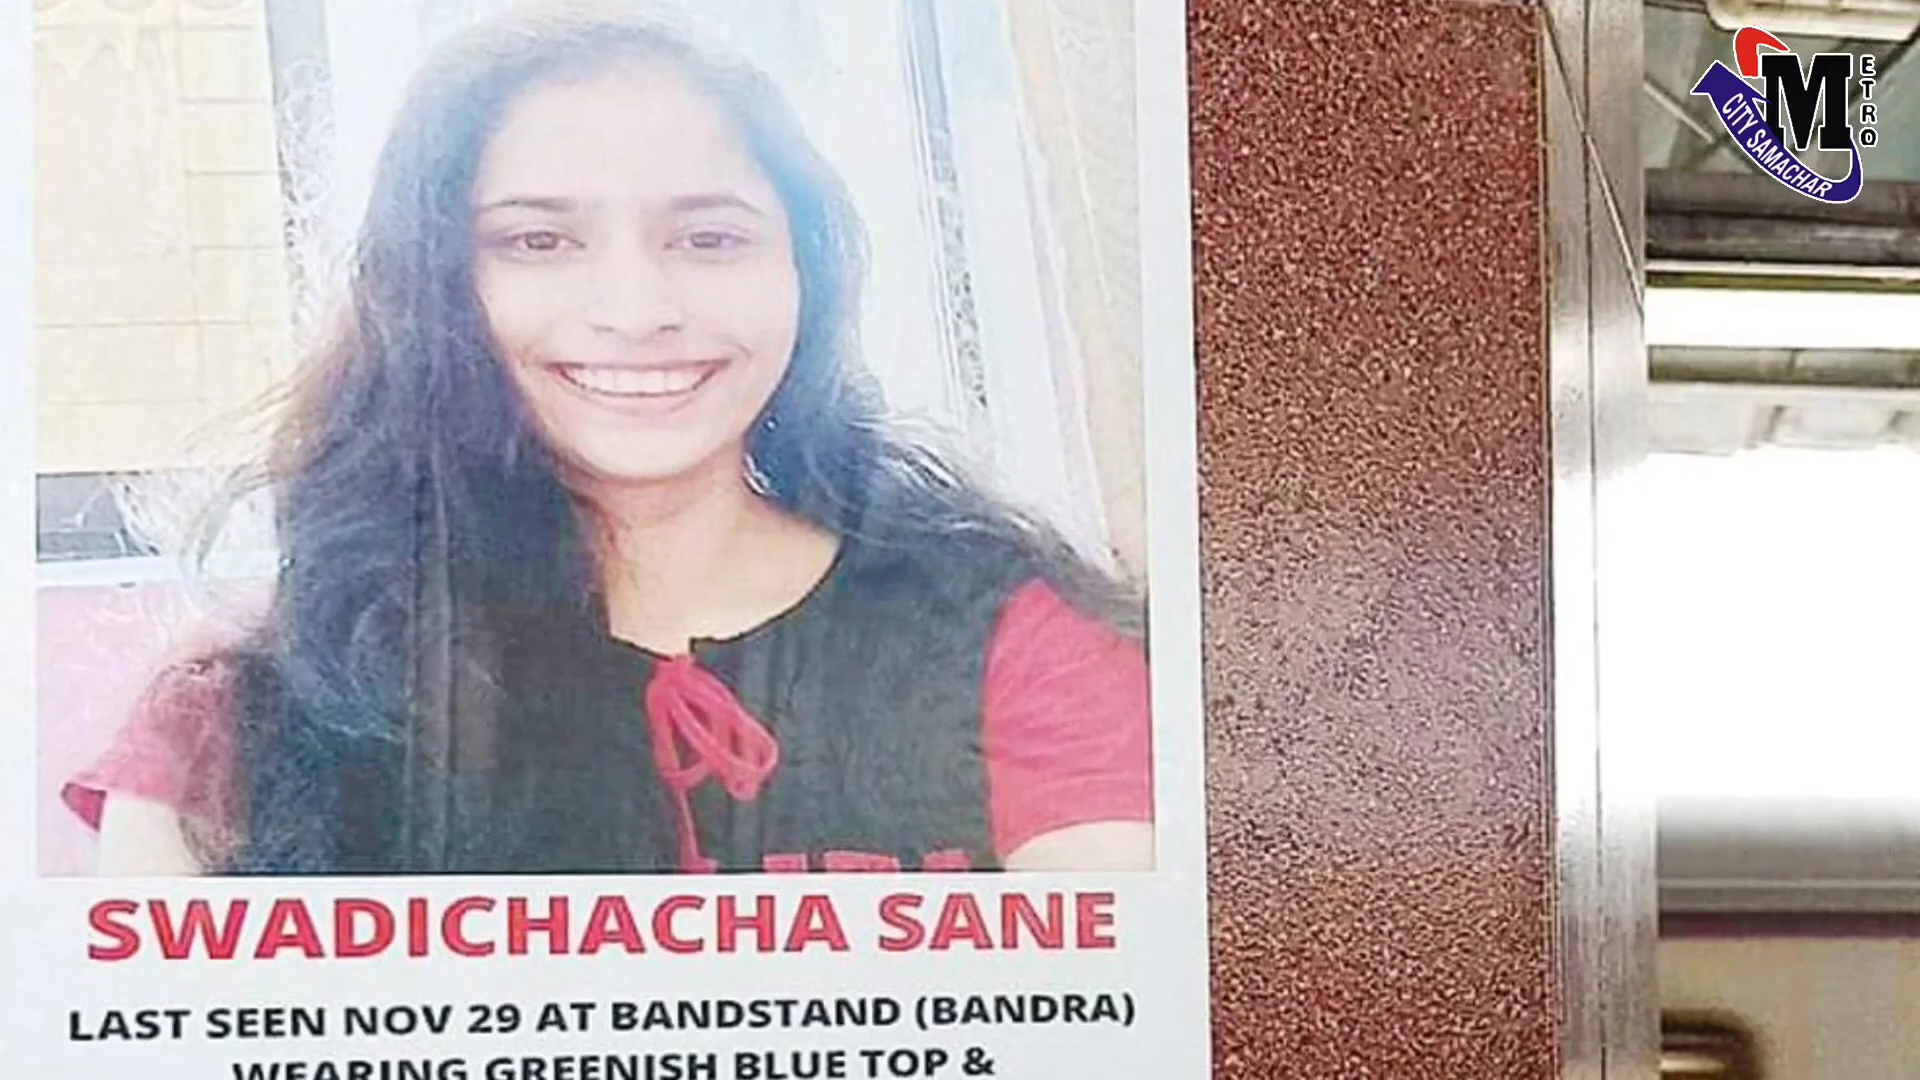 METRO
CITY SAMACHAR
SWADICHACHA SANE
LAST SEEN NOV 29 AT BANDSTAND (BANDRA)
WEARING GREENISH BLUE TOP &